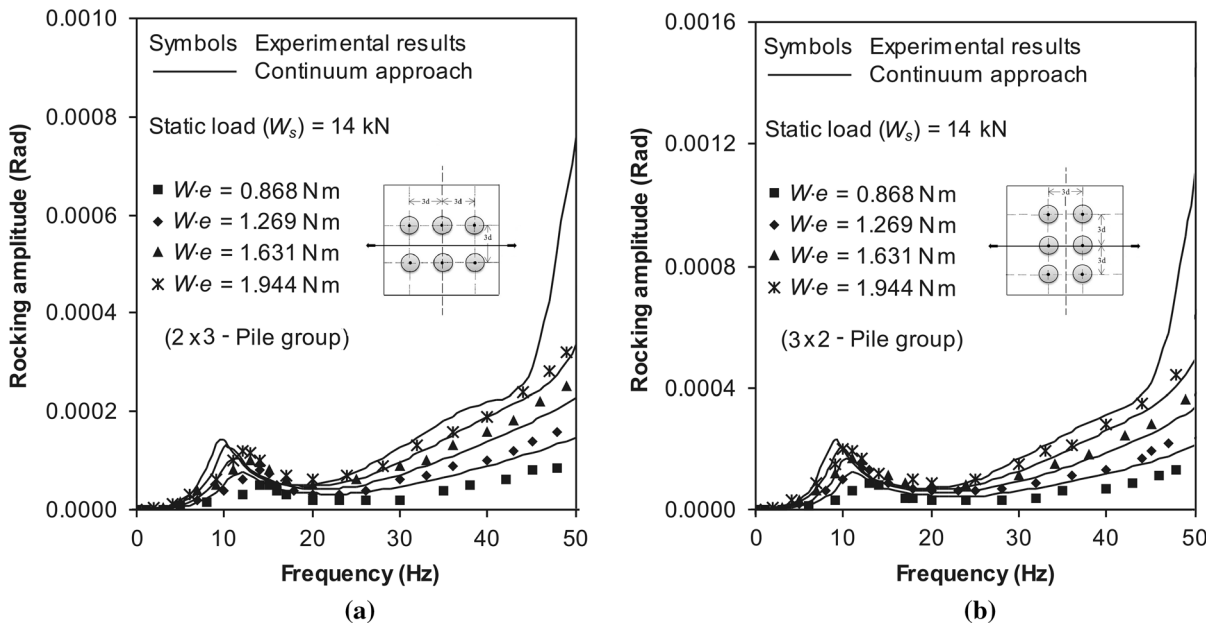 0.0010
0.0008
0.0006
0.0004
0.0002
0.0000
Rocking amplitude (Rad)
Symbols Experimental results
Continuum approach
Static load (Ws) = 14 kN
W·e = 0.868 N m
W·e = 1.269 N m
W·e = 1.631 N m
W·e = 1.944 N m
3d 3d
3d
(2 x 3 - Pile group)
0 10 20 30 40 50
Frequency (Hz)
(a)
0.0016
0.0012
0.0008
0.0004
0.0000
Rocking amplitude (Rad)
Symbols Experimental results
Continuum approach
Static load (Ws) = 14 kN
W·e = 0.868 N m
W·e = 1.269 N m
W·e = 1.631 N m
W·e = 1.944 N m
3d
3d
3d
(3 x 2 - Pile group)
0 10 20 30 40 50
Frequency (Hz)
(b)